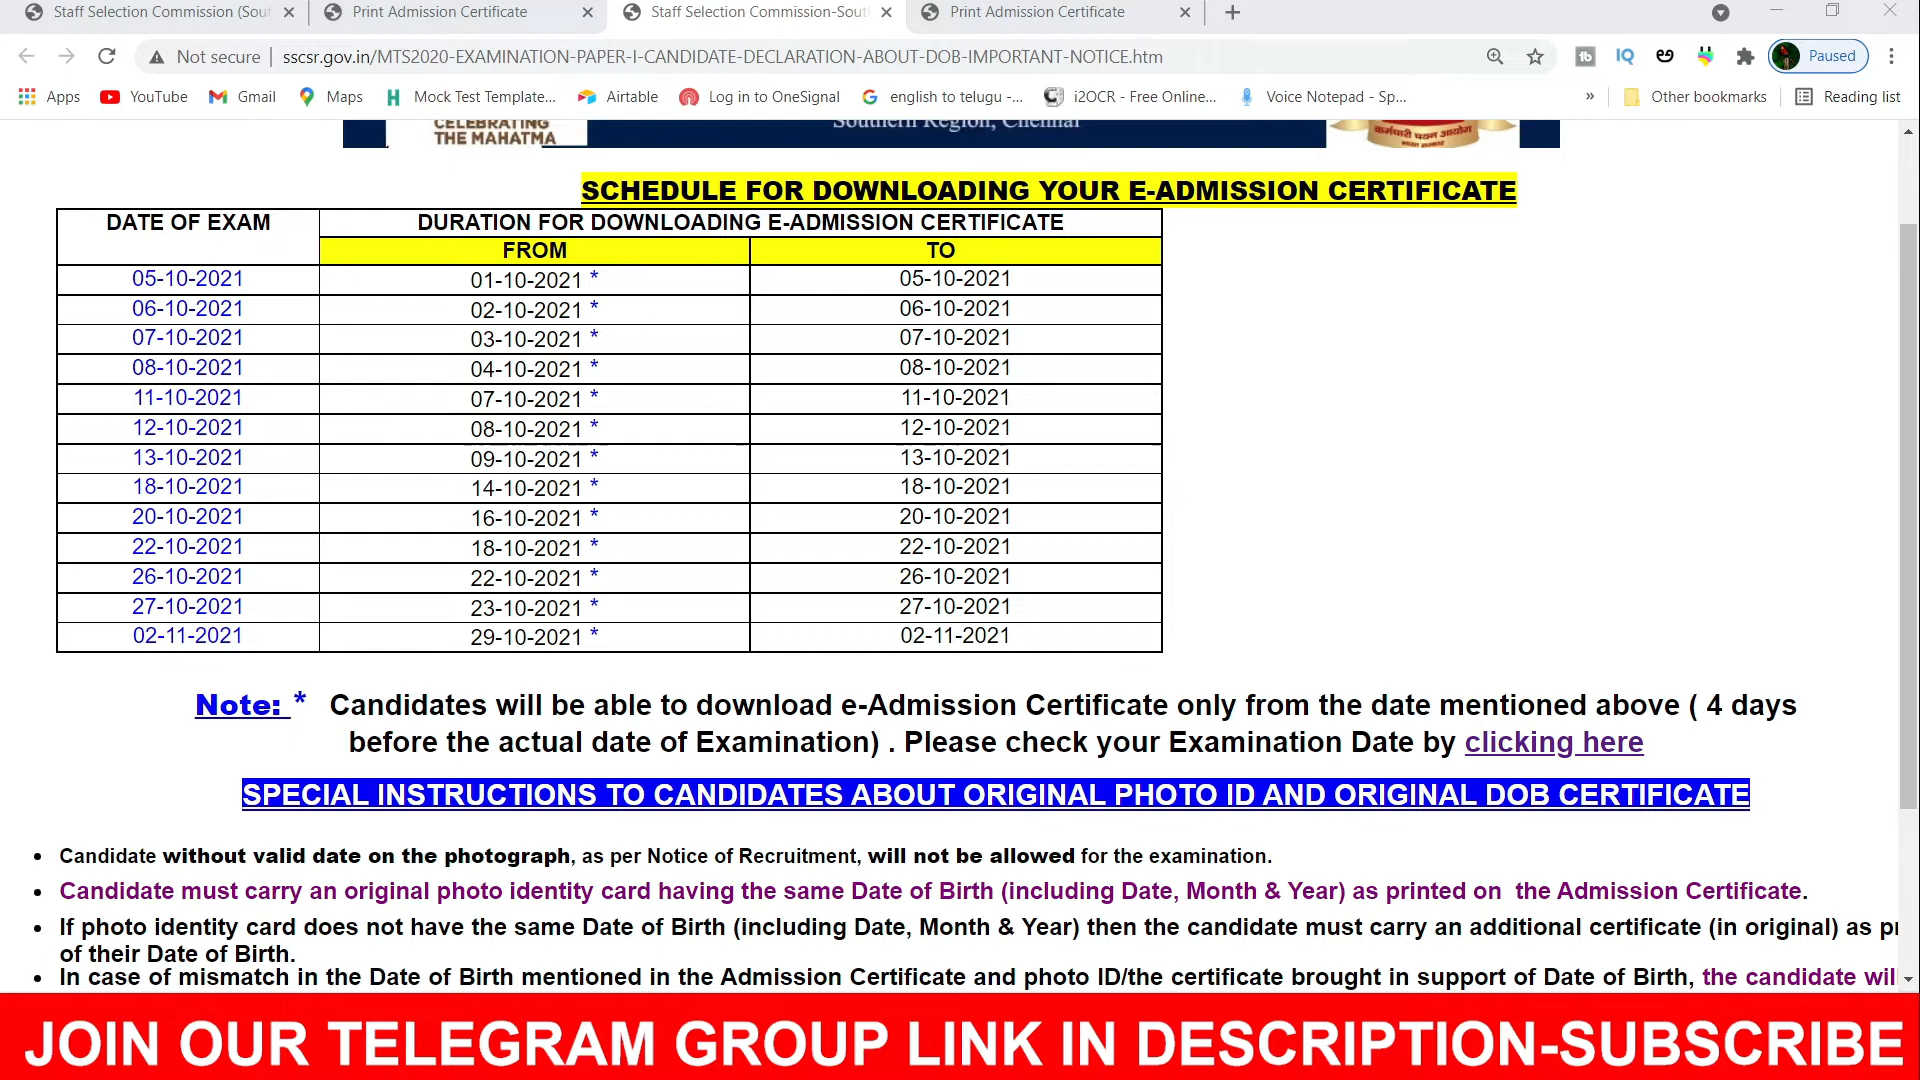 Staff Selection Commission (Sou
Print Admission Certificate
Staff Selection Commission-Sout
Print Admission Certificate
Not secure | sscsr.gov.in/MTS2020-EXAMINATION-PAPER-I-CANDIDATE-DECLARATION-ABOUT-DOB-IMPORTANT-NOTICE.htm
Paused
Apps YouTube Gmail Maps Mock Test Template... Airtable Log in to OneSignal english to telugu -... i2OCR - Free Online... Voice Notepad - Sp... » Other bookmarks Reading list
CELEBRATING
THE MAHATMA
Southern Region, Chennai
कर्मचारी चयन आयोग
भारत सरकार
SCHEDULE FOR DOWNLOADING YOUR E-ADMISSION CERTIFICATE
DATE OF EXAM DURATION FOR DOWNLOADING E-ADMISSION CERTIFICATE
FROM TO
05-10-2021 01-10-2021 * 05-10-2021
06-10-2021 02-10-2021 * 06-10-2021
07-10-2021 03-10-2021 * 07-10-2021
08-10-2021 04-10-2021 * 08-10-2021
11-10-2021 07-10-2021 * 11-10-2021
12-10-2021 08-10-2021 * 12-10-2021
13-10-2021 09-10-2021 * 13-10-2021
18-10-2021 14-10-2021 * 18-10-2021
20-10-2021 16-10-2021 * 20-10-2021
22-10-2021 18-10-2021 * 22-10-2021
26-10-2021 22-10-2021 * 26-10-2021
27-10-2021 23-10-2021 * 27-10-2021
02-11-2021 29-10-2021 * 02-11-2021
Note: * Candidates will be able to download e-Admission Certificate only from the date mentioned above ( 4 days
before the actual date of Examination) . Please check your Examination Date by clicking here
SPECIAL INSTRUCTIONS TO CANDIDATES ABOUT ORIGINAL PHOTO ID AND ORIGINAL DOB CERTIFICATE
• Candidate without valid date on the photograph, as per Notice of Recruitment, will not be allowed for the examination.
• Candidate must carry an original photo identity card having the same Date of Birth (including Date, Month & Year) as printed on the Admission Certificate.
• If photo identity card does not have the same Date of Birth (including Date, Month & Year) then the candidate must carry an additional certificate (in original) as pr
of their Date of Birth.
• In case of mismatch in the Date of Birth mentioned in the Admission Certificate and photo ID/the certificate brought in support of Date of Birth, the candidate wil
JOIN OUR TELEGRAM GROUP LINK IN DESCRIPTION-SUBSCRIBE